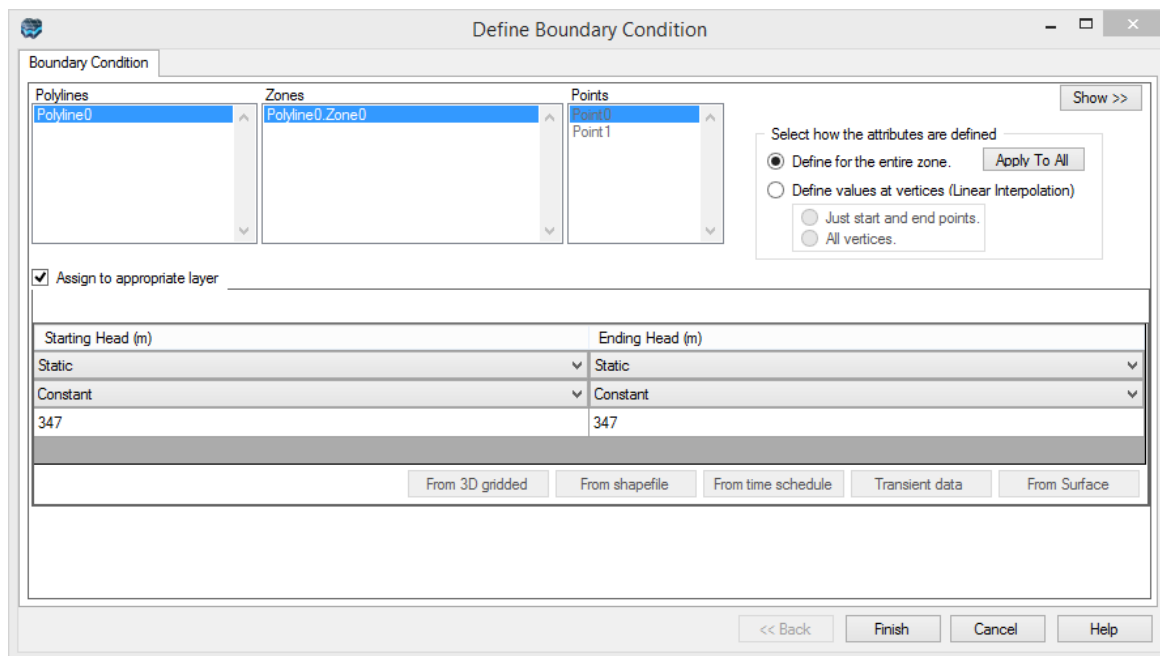 Define Boundary Condition
Boundary Condition
Polylines Zones Points
Show >>
Polyline0 Polyline0.Zone0 Point0
Point1
Select how the attributes are defined
Define for the entire zone. Apply To All
Define values at vertices (Linear Interpolation)
Just start and end points.
All vertices.
Assign to appropriate layer
Starting Head (m) Ending Head (m)
Static Static
Constant Constant
347 347
From 3D gridded From shapefile From time schedule Transient data From Surface
<< Back Finish Cancel Help